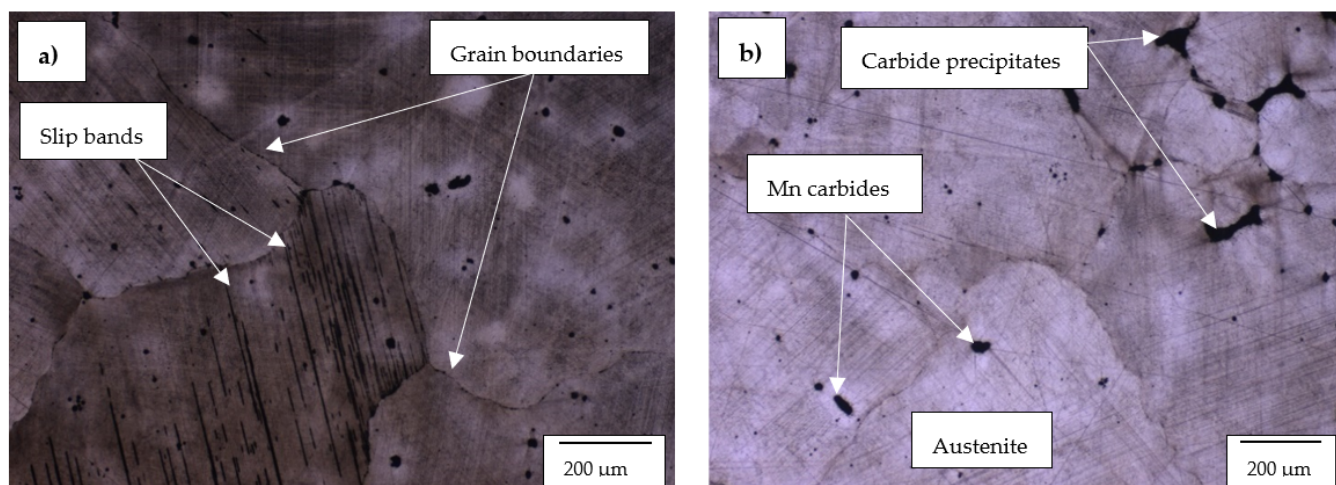 a)
Grain boundaries
Slip bands
200 µm
b)
Carbide precipitates
Mn carbides
Austenite
200 µm